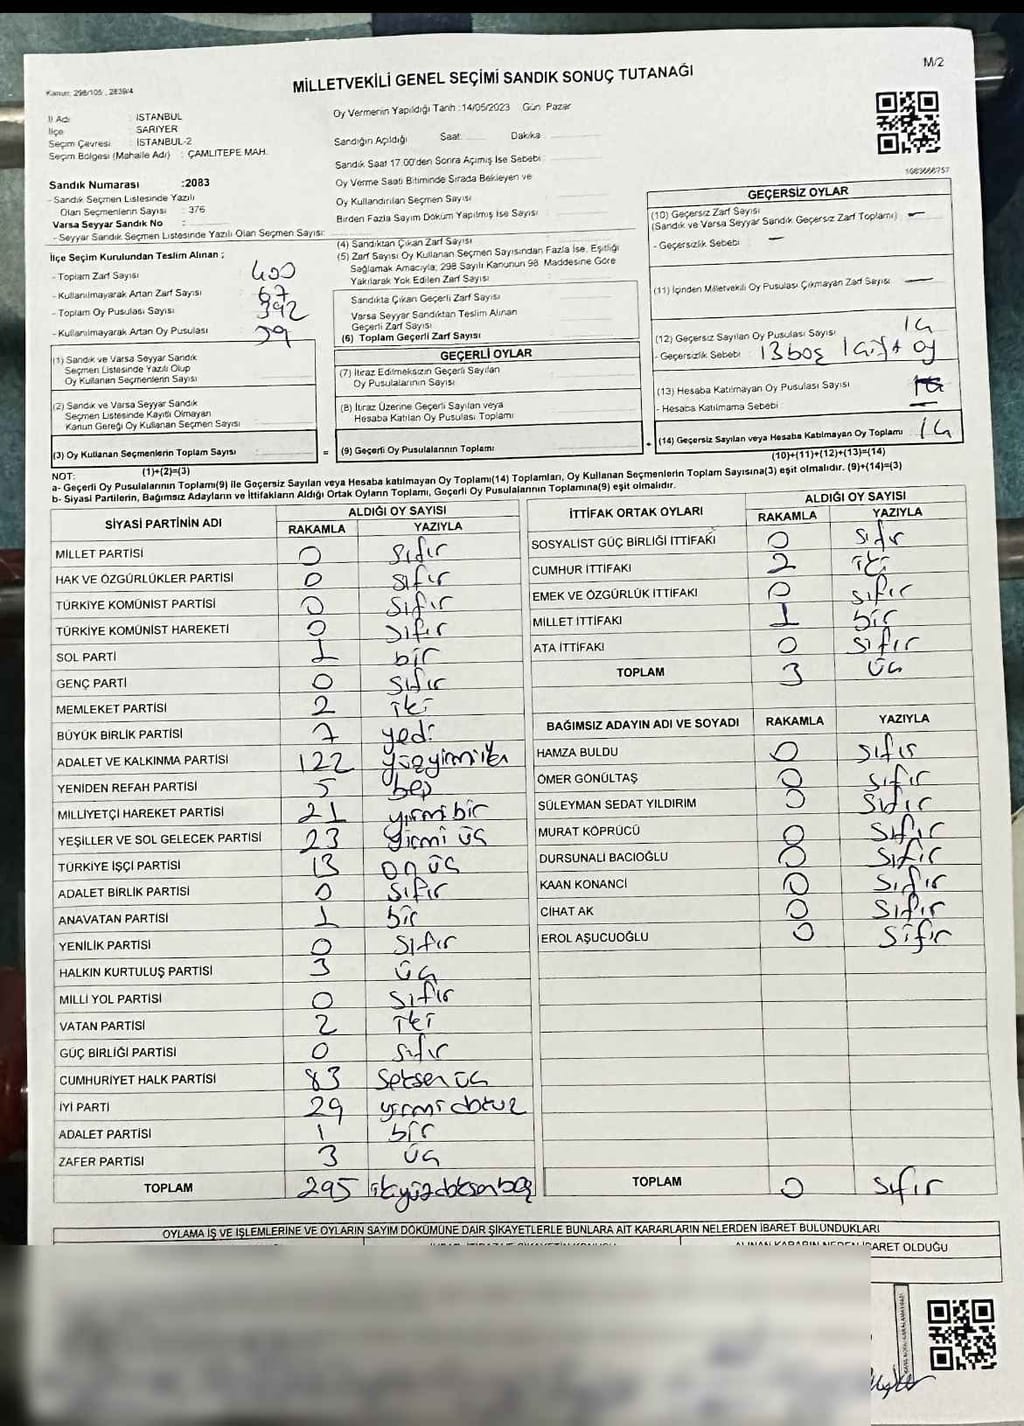 M/2
Kanun: 298/105 , 2839/4
MİLLETVEKİLİ GENEL SEÇİMİ SANDIK SONUÇ TUTANAĞI
İl Adı : İSTANBUL
İlçe : SARIYER
Seçim Çevresi : İSTANBUL-2
Seçim Bölgesi (Mahalle Adı) : ÇAMLITEPE MAH.
Oy Vermenin Yapıldığı Tarih :14/05/2023 Gün Pazar
Sandığın Açıldığı Saat: Dakika
Sandık Saat 17:00'den Sonra Açımış İse Sebebi
Oy Verme Saati Bitiminde Sırada Bekleyen ve
Oy Kullandırılan Seçmen Sayısı
Birden Fazla Sayım Döküm Yapılmış İse Sayısı
Sandık Numarası :2083
- Sandık Seçmen Listesinde Yazılı
Olan Seçmenlerin Sayısı : 376
Varsa Seyyar Sandık No :
- Seyyar Sandık Seçmen Listesinde Yazılı Olan Seçmen Sayısı:
İlçe Seçim Kurulundan Teslim Alınan ;
- Toplam Zarf Sayısı 400
- Kullanılmayarak Artan Zarf Sayısı 67
- Toplam Oy Pusulası Sayısı 392
- Kullanılmayarak Artan Oy Pusulası 39
(1) Sandık ve Varsa Seyyar Sandık
Seçmen Listesinde Yazılı Olup
Oy Kullanan Seçmenlerin Sayısı
(2) Sandık ve Varsa Seyyar Sandık
Seçmen Listesinde Kayıtlı Olmayan
Kanun Gereği Oy Kullanan Seçmen Sayısı
(3) Oy Kullanan Seçmenlerin Toplam Sayısı
(1)+(2)=(3)
(4) Sandıktan Çıkan Zarf Sayısı
(5) Zarf Sayısı Oy Kullanan Seçmen Sayısından Fazla İse, Eşitliği
Sağlamak Amacıyla; 298 Sayılı Kanunun 98. Maddesine Göre
Yakılarak Yok Edilen Zarf Sayısı
Sandıkta Çıkan Geçerli Zarf Sayısı
Varsa Seyyar Sandıktan Teslim Alınan
Geçerli Zarf Sayısı
(6) Toplam Geçerli Zarf Sayısı
GEÇERLİ OYLAR
(7) İtiraz Edilmeksizin Geçerli Sayılan
Oy Pusulalarının Sayısı
(8) İtiraz Üzerine Geçerli Sayılan veya
Hesaba Katılan Oy Pusulası Toplamı
= (9) Geçerli Oy Pusulalarının Toplamı +
1083666757
GEÇERSİZ OYLAR
(10) Geçersiz Zarf Sayısı
(Sandık ve Varsa Seyyar Sandık Geçersiz Zarf Toplamı) —
- Geçersizlik Sebebi —
(11) İçinden Milletvekili Oy Pusulası Çıkmayan Zarf Sayısı —
(12) Geçersiz Sayılan Oy Pusulası Sayısı 14
- Geçersizlik Sebebi : 13 boş 1 çift oy
(13) Hesaba Katılmayan Oy Pusulası Sayısı
- Hesaba Katılmama Sebebi —
(14) Geçersiz Sayılan veya Hesaba Katılmayan Oy Toplamı 14
(10)+(11)+(12)+(13)=(14)
NOT:
a- Geçerli Oy Pusulalarının Toplamı(9) ile Geçersiz Sayılan veya Hesaba Katılmayan Oy Toplamı(14) Toplamları, Oy Kullanan Seçmenlerin Toplam Sayısına(3) eşit olmalıdır. (9)+(14)=(3)
b- Siyasi Partilerin, Bağımsız Adayların ve İttifakların Aldığı Ortak Oyların Toplamı, Geçerli Oy Pusulalarının Toplamına(9) eşit olmalıdır.
SİYASİ PARTİNİN ADI ALDIĞI OY SAYISI
RAKAMLA YAZIYLA
MİLLET PARTİSİ 0 sıfır
HAK VE ÖZGÜRLÜKLER PARTİSİ 0 sıfır
TÜRKİYE KOMÜNİST PARTİSİ 0 sıfır
TÜRKİYE KOMÜNİST HAREKETİ 0 sıfır
SOL PARTİ 1 bir
GENÇ PARTİ 0 sıfır
MEMLEKET PARTİSİ 2 iki
BÜYÜK BİRLİK PARTİSİ 7 yedi
ADALET VE KALKINMA PARTİSİ 122 yüzyirmiiki
YENİDEN REFAH PARTİSİ 5 beş
MİLLİYETÇİ HAREKET PARTİSİ 21 yirmi bir
YEŞİLLER VE SOL GELECEK PARTİSİ 23 yirmi üç
TÜRKİYE İŞÇİ PARTİSİ 13 on üç
ADALET BİRLİK PARTİSİ 0 sıfır
ANAVATAN PARTİSİ 1 bir
YENİLİK PARTİSİ 0 sıfır
HALKIN KURTULUŞ PARTİSİ 3 üç
MİLLİ YOL PARTİSİ 0 sıfır
VATAN PARTİSİ 2 iki
GÜÇ BİRLİĞİ PARTİSİ 0 sıfır
CUMHURİYET HALK PARTİSİ 83 seksen üç
İYİ PARTİ 29 yirmi dokuz
ADALET PARTİSİ 1 bir
ZAFER PARTİSİ 3 üç
TOPLAM 295 ikiyüzdoksanbeş
İTTİFAK ORTAK OYLARI ALDIĞI OY SAYISI
RAKAMLA YAZIYLA
SOSYALİST GÜÇ BİRLİĞİ İTTİFAKI 0 sıfır
CUMHUR İTTİFAKI 2 iki
EMEK VE ÖZGÜRLÜK İTTİFAKI 0 sıfır
MİLLET İTTİFAKI 1 bir
ATA İTTİFAKI 0 sıfır
TOPLAM 3 üç
BAĞIMSIZ ADAYIN ADI VE SOYADI RAKAMLA YAZIYLA
HAMZA BULDU 0 sıfır
ÖMER GÖNÜLTAŞ 0 sıfır
SÜLEYMAN SEDAT YILDIRIM 0 sıfır
MURAT KÖPRÜCÜ 0 sıfır
DURSUNALİ BACIOĞLU 0 sıfır
KAAN KONANCİ 0 sıfır
CİHAT AK 0 sıfır
EROL AŞUCUOĞLU 0 sıfır
TOPLAM 0 sıfır
OYLAMA İŞ VE İŞLEMLERİNE VE OYLARIN SAYIM DÖKÜMÜNE DAİR ŞİKAYETLERLE BUNLARA AİT KARARLARIN NELERDEN İBARET BULUNDUKLARI
ALINAN KARARIN NEDEN İBARET OLDUĞU